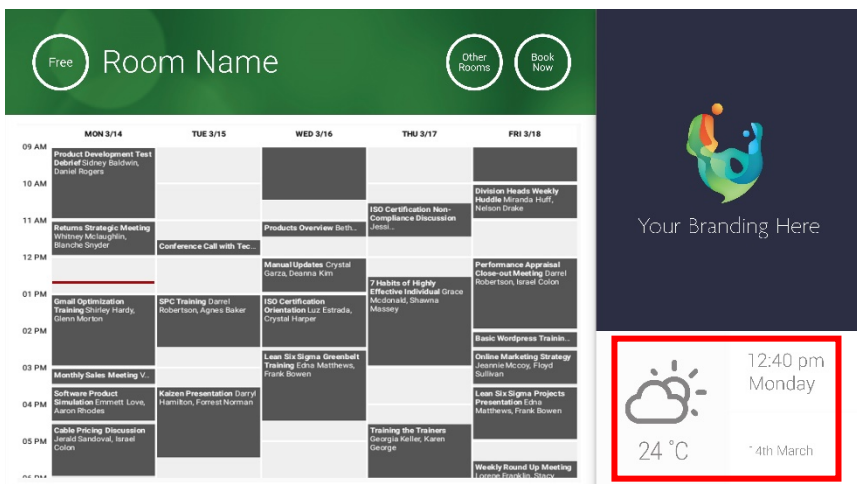 Free
Room Name
Other
Rooms
Book
Now
MON 3/14 TUE 3/15 WED 3/16 THU 3/17 FRI 3/18
09 AM
10 AM
11 AM
12 PM
01 PM
02 PM
03 PM
04 PM
05 PM
Product Development Test
Debrief Sidney Baldwin,
Daniel Rogers
Returns Strategic Meeting
Whitney Mclaughlin,
Blanche Snyder
Gmail Optimization
Training Shirley Hardy,
Glenn Morton
Monthly Sales Meeting V..
Software Product
Simulation Emmett Love,
Aaron Rhodes
Cable Pricing Discussion
Jerald Sandoval, Israel
Colon
Conference Call with Tec...
SPC Training Darrel
Robertson, Agnes Baker
Kaizen Presentation Darryl
Hamilton, Forrest Norman
Products Overview Beth..
Manual Updates Crystal
Garza, Deanna Kim
ISO Certification
Orientation Luz Estrada,
Crystal Harper
Lean Six Sigma Greenbelt
Training Edna Matthews,
Frank Bowen
ISO Certification Non-
Compliance Discussion
Jessi...
7 Habits of Highly
Effective Individual Grace
Mcdonald, Shawna
Massey
Training the Trainers
Georgia Keller, Karen
George
Division Heads Weekly
Huddle Miranda Huff,
Nelson Drake
Performance Appraisal
Close-out Meeting Darrel
Robertson, Israel Colon
Basic Wordpress Trainin..
Online Marketing Strategy
Jeannie Mccoy, Floyd
Sullivan
Lean Six Sigma Projects
Presentation Edna
Matthews, Frank Bowen
Weekly Round Up Meeting
Lorene Franklin, Stacy
Your Branding Here
12:40 pm
Monday
24 °C
14th March